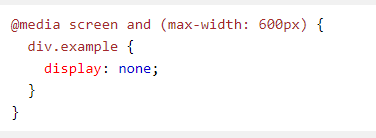 @media screen and (max-width: 600px) {
  div.example {
    display: none;
  }
}